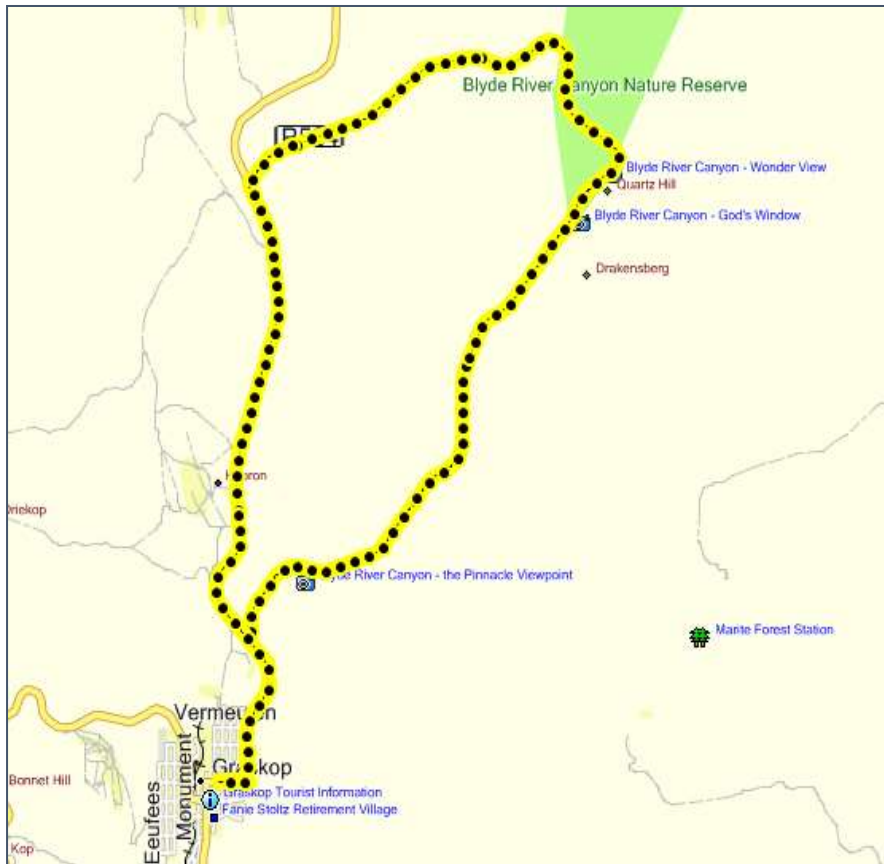 Blyde River Canyon Nature Reserve
Blyde River Canyon - Wonder View
Quartz Hill
Blyde River Canyon - God's Window
Drakensberg
Driekop
River Canyon - the Pinnacle Viewpoint
Marite Forest Station
Vermeulen
Bonnet Hill
Monument
Graskop
Graskop Tourist Information
Fanie Stoltz Retirement Village
Eeufees
Kop